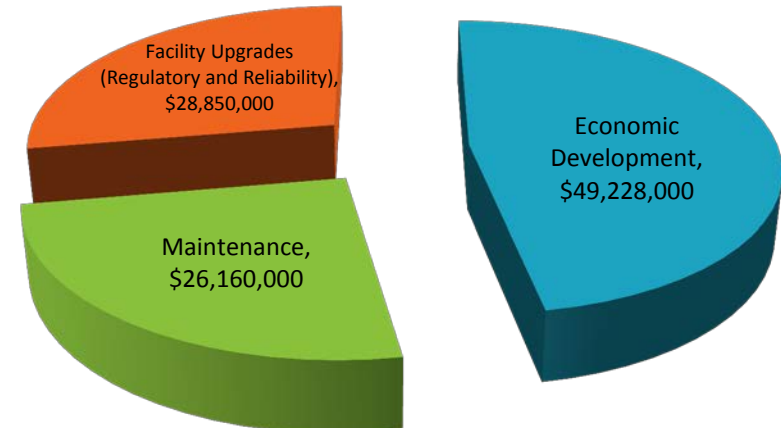 Facility Upgrades
(Regulatory and Reliability),
$28,850,000
Economic
Development,
$49,228,000
Maintenance,
$26,160,000